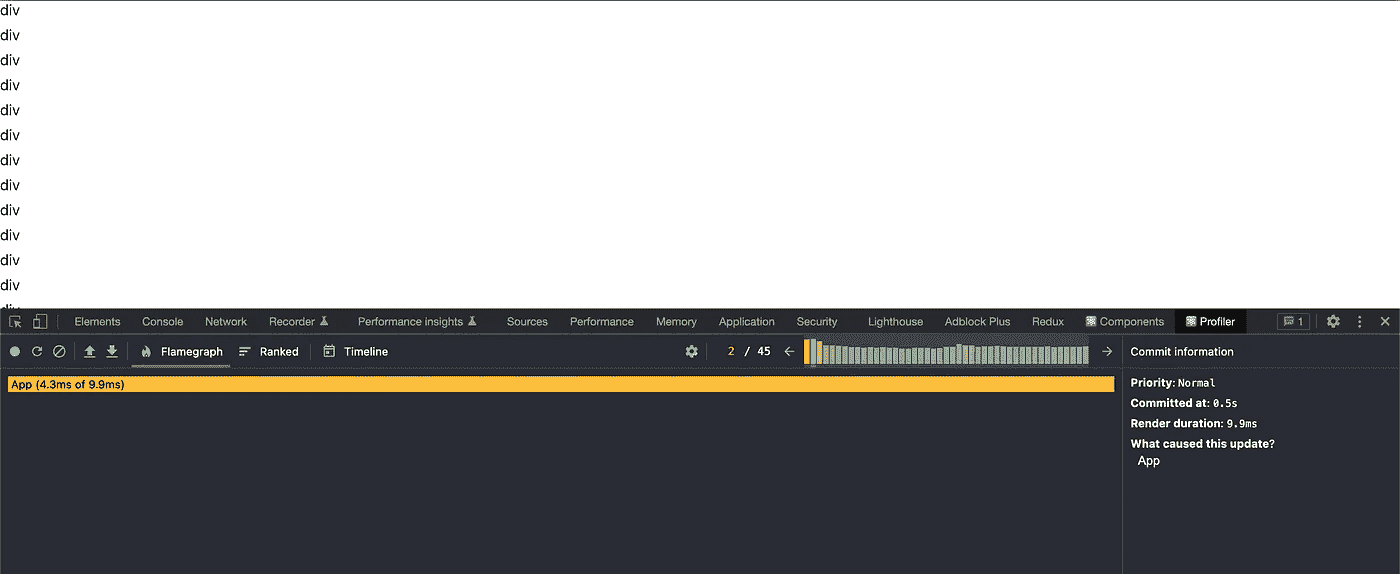 div
div
div
div
div
div
div
div
div
div
div
div
div
Elements Console Network Recorder Performance insights Sources Performance Memory Application Security Lighthouse Adblock Plus Redux Components Profiler 1
Flamegraph Ranked Timeline 2 / 45 Commit information
App (4.3ms of 9.9ms)
Priority: Normal
Committed at: 0.5s
Render duration: 9.9ms
What caused this update?
App